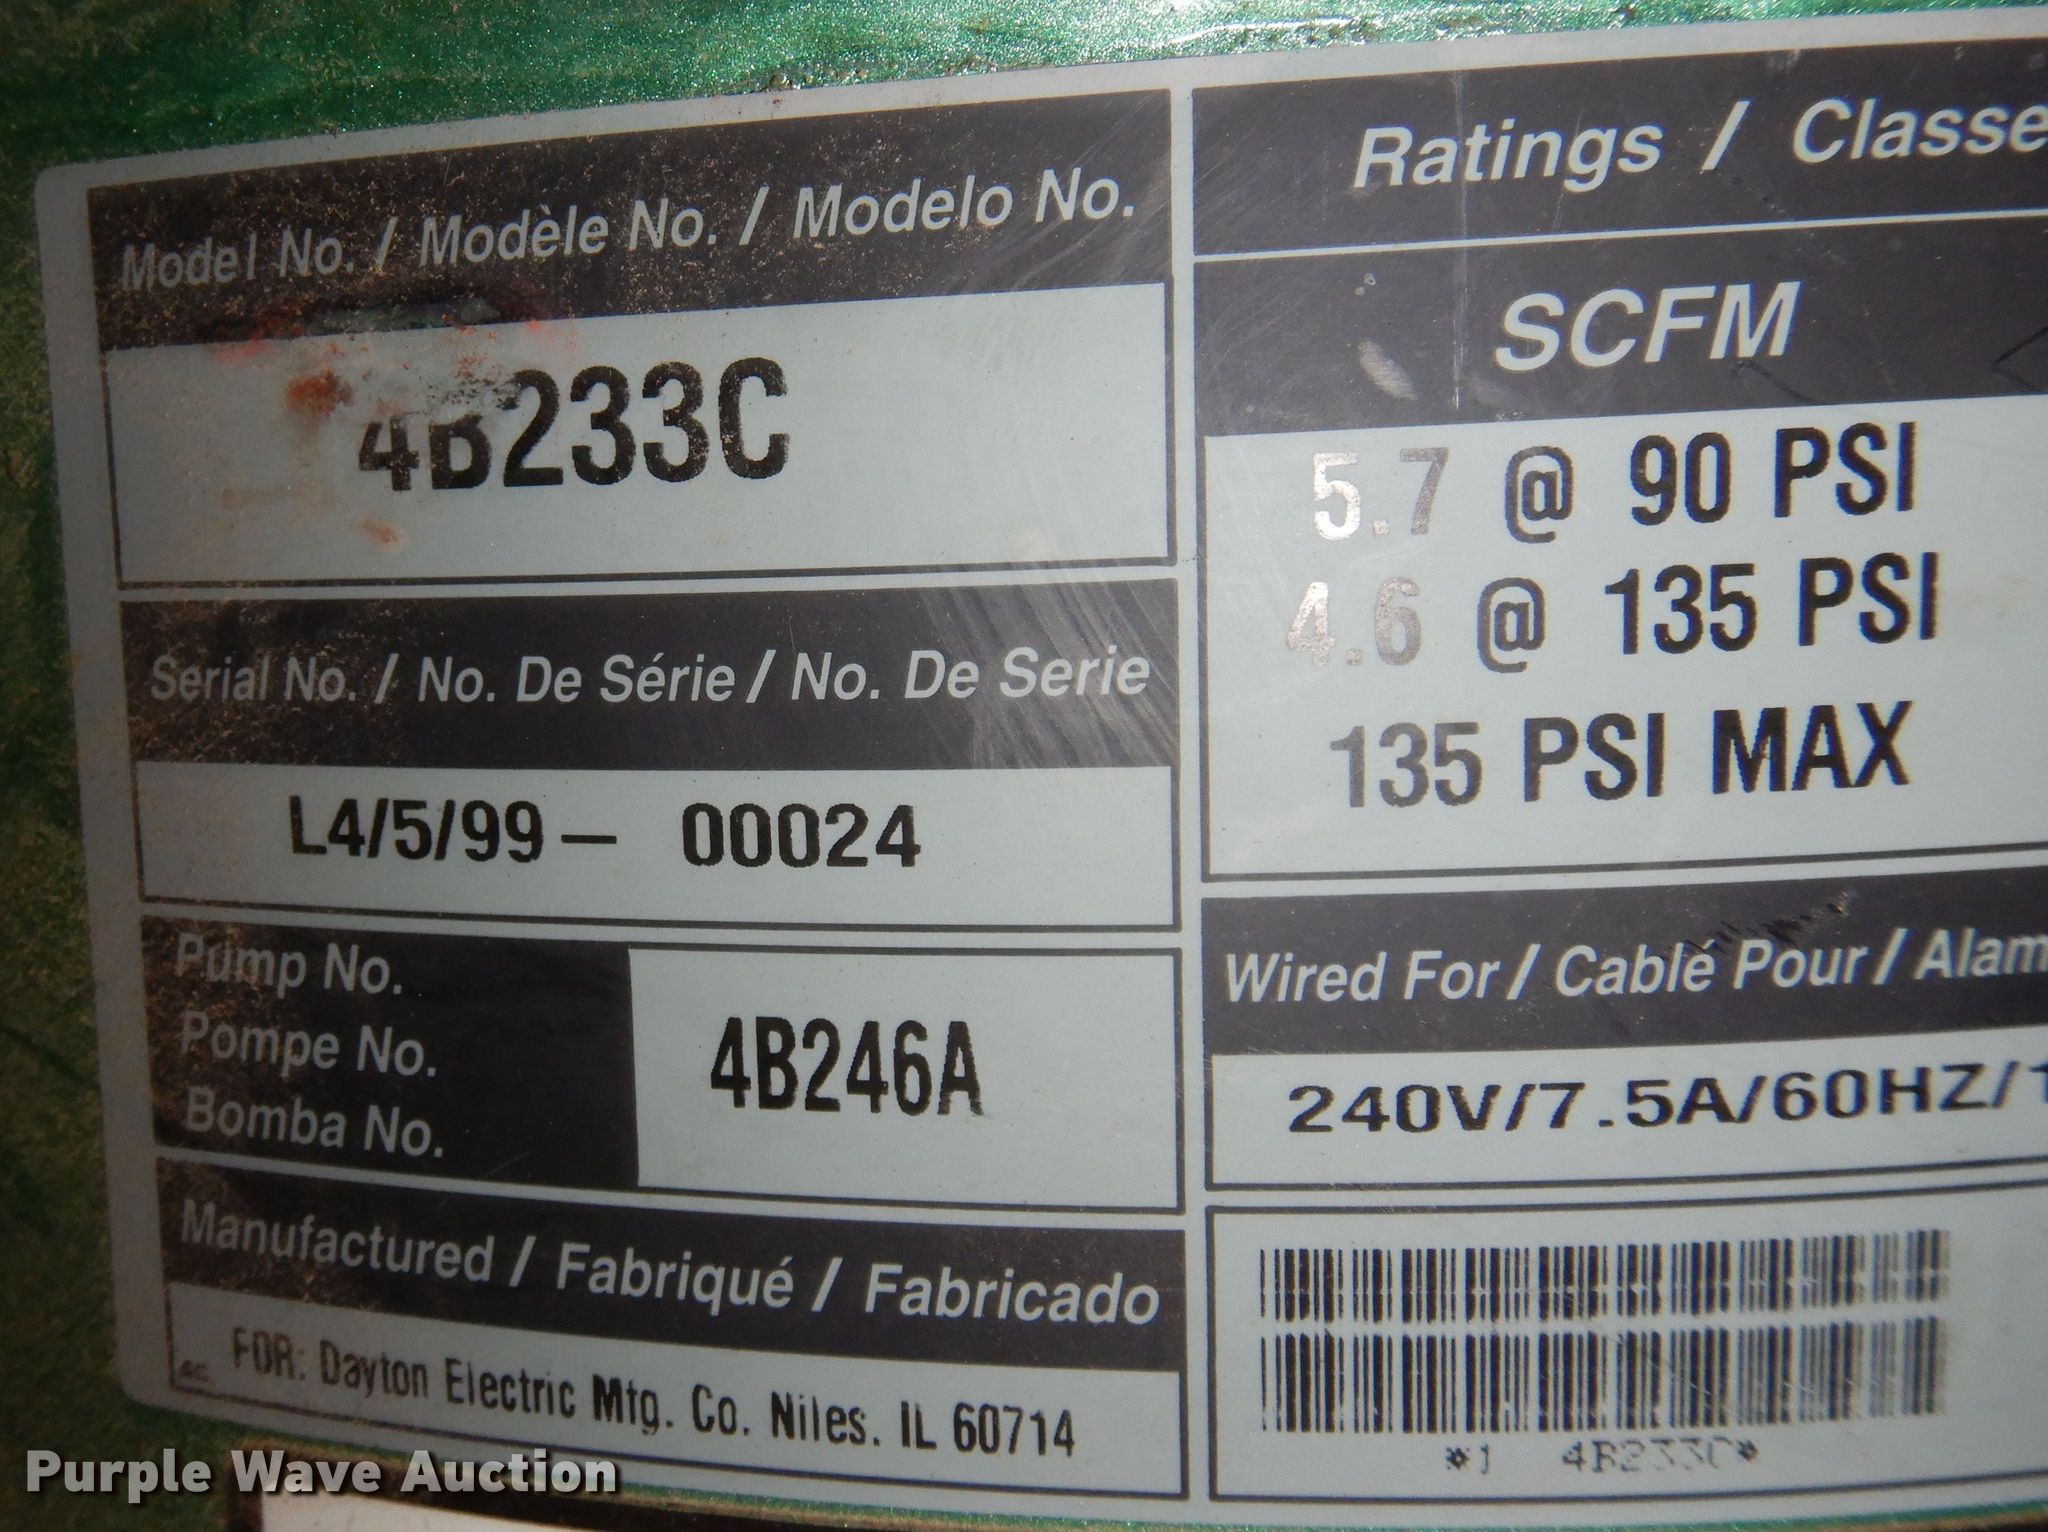 Model No. / Modèle No. / Modelo No.
4B233C
Serial No. / No. De Série / No. De Serie
L4/5/99- 00024
Pump No.
Pompe No.
Bomba No.
4B246A
Manufactured / Fabriqué / Fabricado
FOR: Dayton Electric Mfg. Co. Niles. IL 60714
Ratings / Classe
SCFM
5.7 @ 90 PSI
4.6 @ 135 PSI
135 PSI MAX
Wired For / Cablé Pour / Alam
240V/7.5A/60HZ/1
*1 4B233C*
Purple Wave Auction